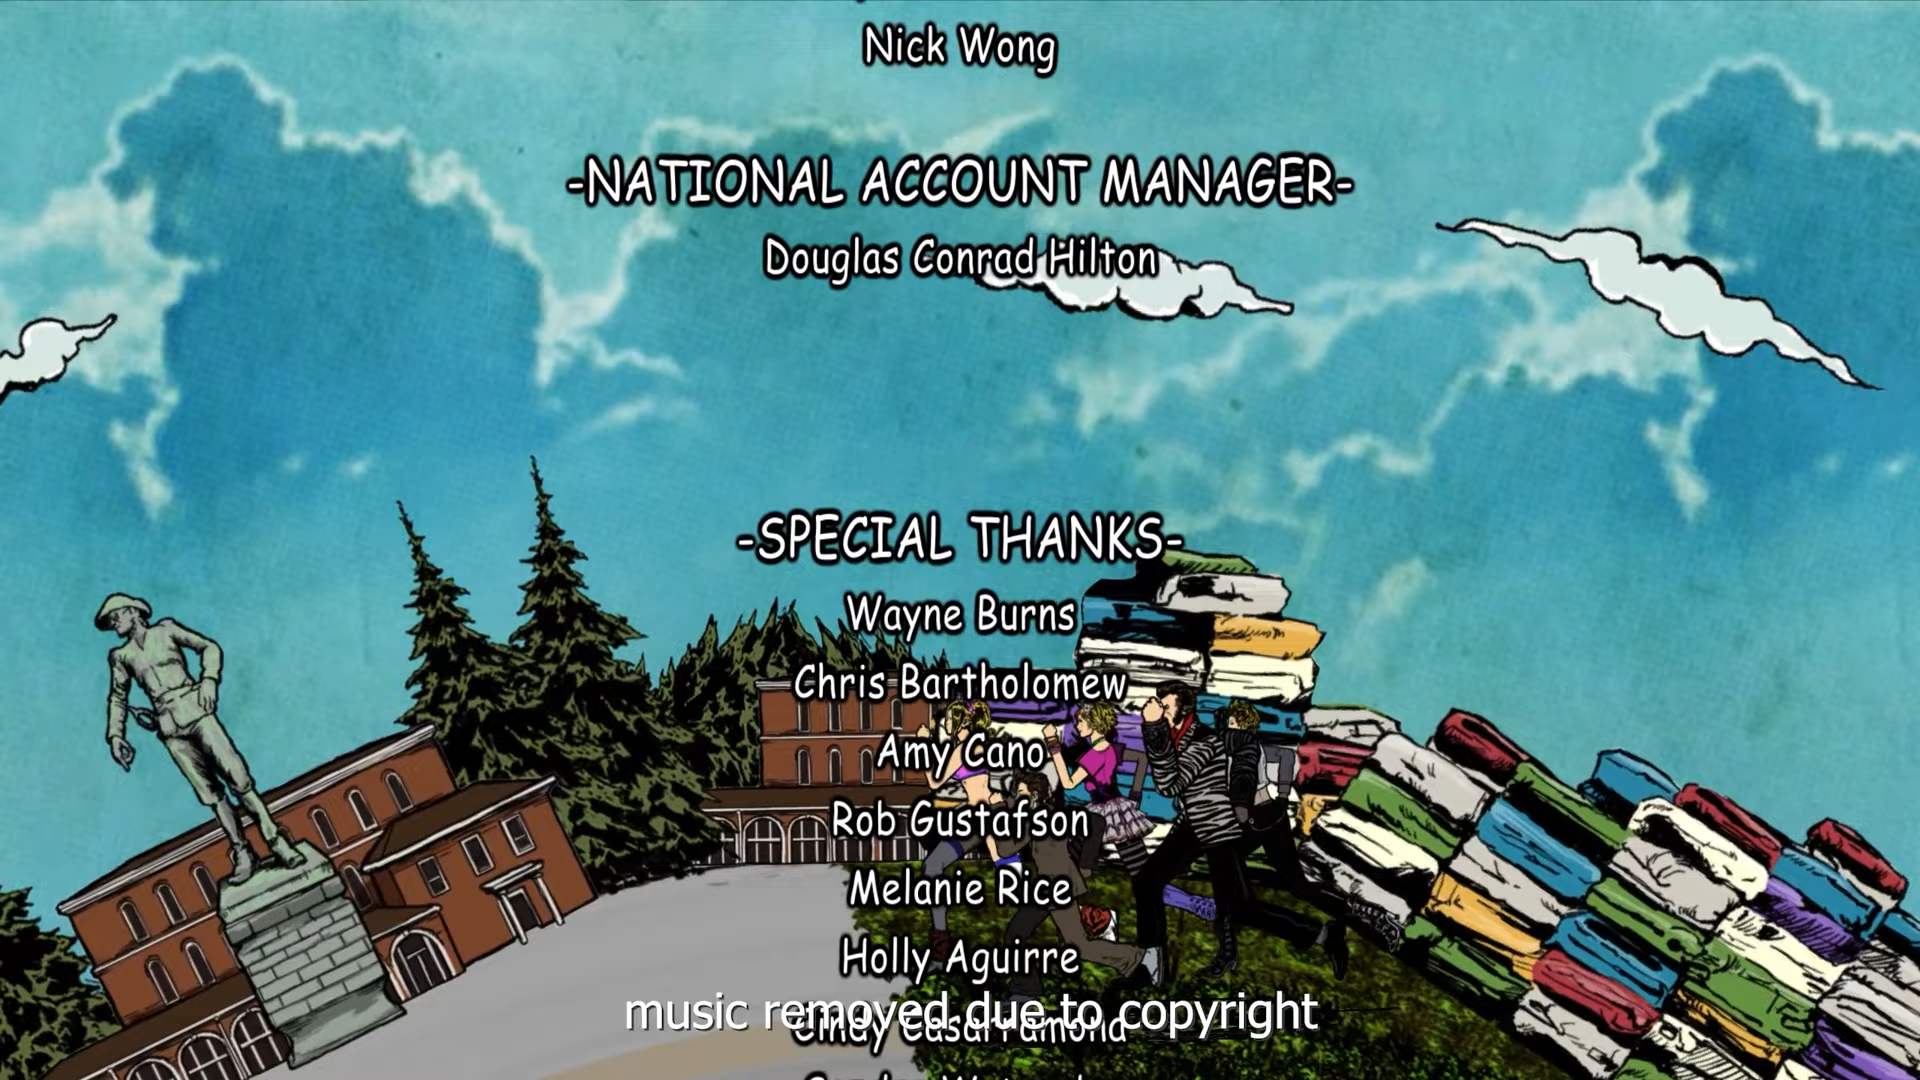 Nick Wong
-NATIONAL ACCOUNT MANAGER-
Douglas Conrad Hilton
-SPECIAL THANKS-
Wayne Burns
Chris Bartholomew
Amy Cano
Rob Gustafson
Melanie Rice
Holly Aguirre
music removed due to copyright
Cindy